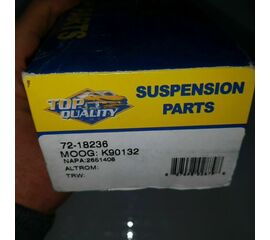 TOP
QUALITY
SUSPENSION
PARTS
72-18236
MOOG: K90132
NAPA:2661408
ALTROM:
TRW: